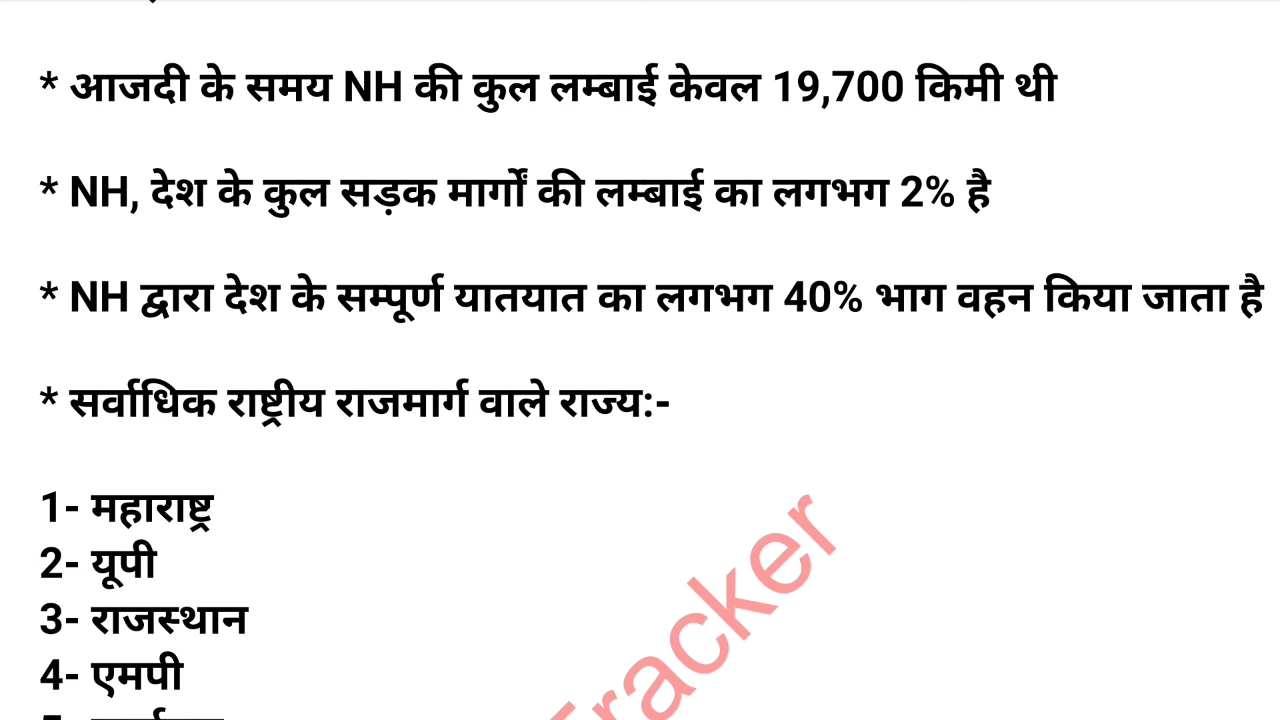 * आजदी के समय NH की कुल लम्बाई केवल 19,700 किमी थी
* NH, देश के कुल सड़क मार्गों की लम्बाई का लगभग 2% है
* NH द्वारा देश के सम्पूर्ण यातयात का लगभग 40% भाग वहन किया जाता है
* सर्वाधिक राष्ट्रीय राजमार्ग वाले राज्य:-
1- महाराष्ट्र
2- यूपी
3- राजस्थान
4- एमपी
Tracker